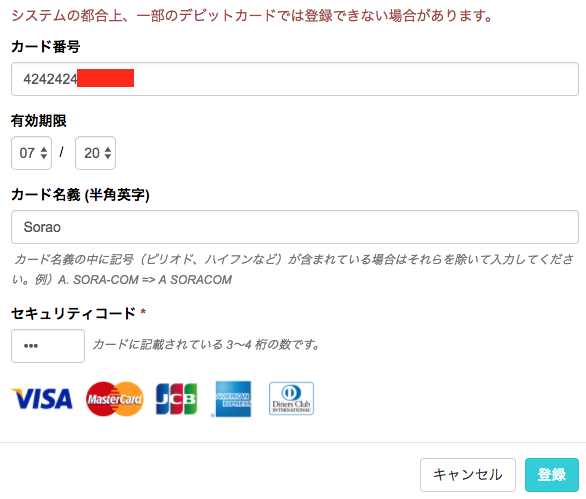 システムの都合上、一部のデビットカードでは登録できない場合があります。
カード番号
4242424
有効期限
07 / 20
カード名義 (半角英字)
Sorao
カード名義の中に記号（ピリオド、ハイフンなど）が含まれている場合はそれらを除いて入力してくださ
い。例）A. SORA-COM => A SORACOM
セキュリティコード *
••• カードに記載されている 3〜4 桁の数です。
VISA MasterCard JCB AMERICAN EXPRESS Diners Club INTERNATIONAL
キャンセル 登録